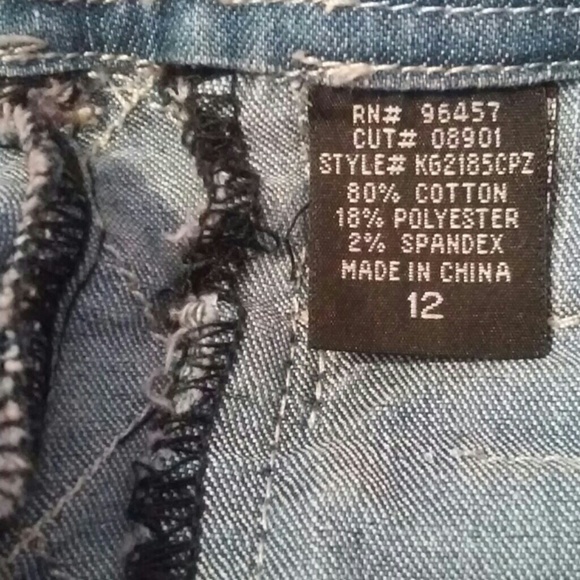 RN# 96457
CUT# 08901
STYLE# KG2185CPZ
80% COTTON
18% POLYESTER
2% SPANDEX
MADE IN CHINA
12